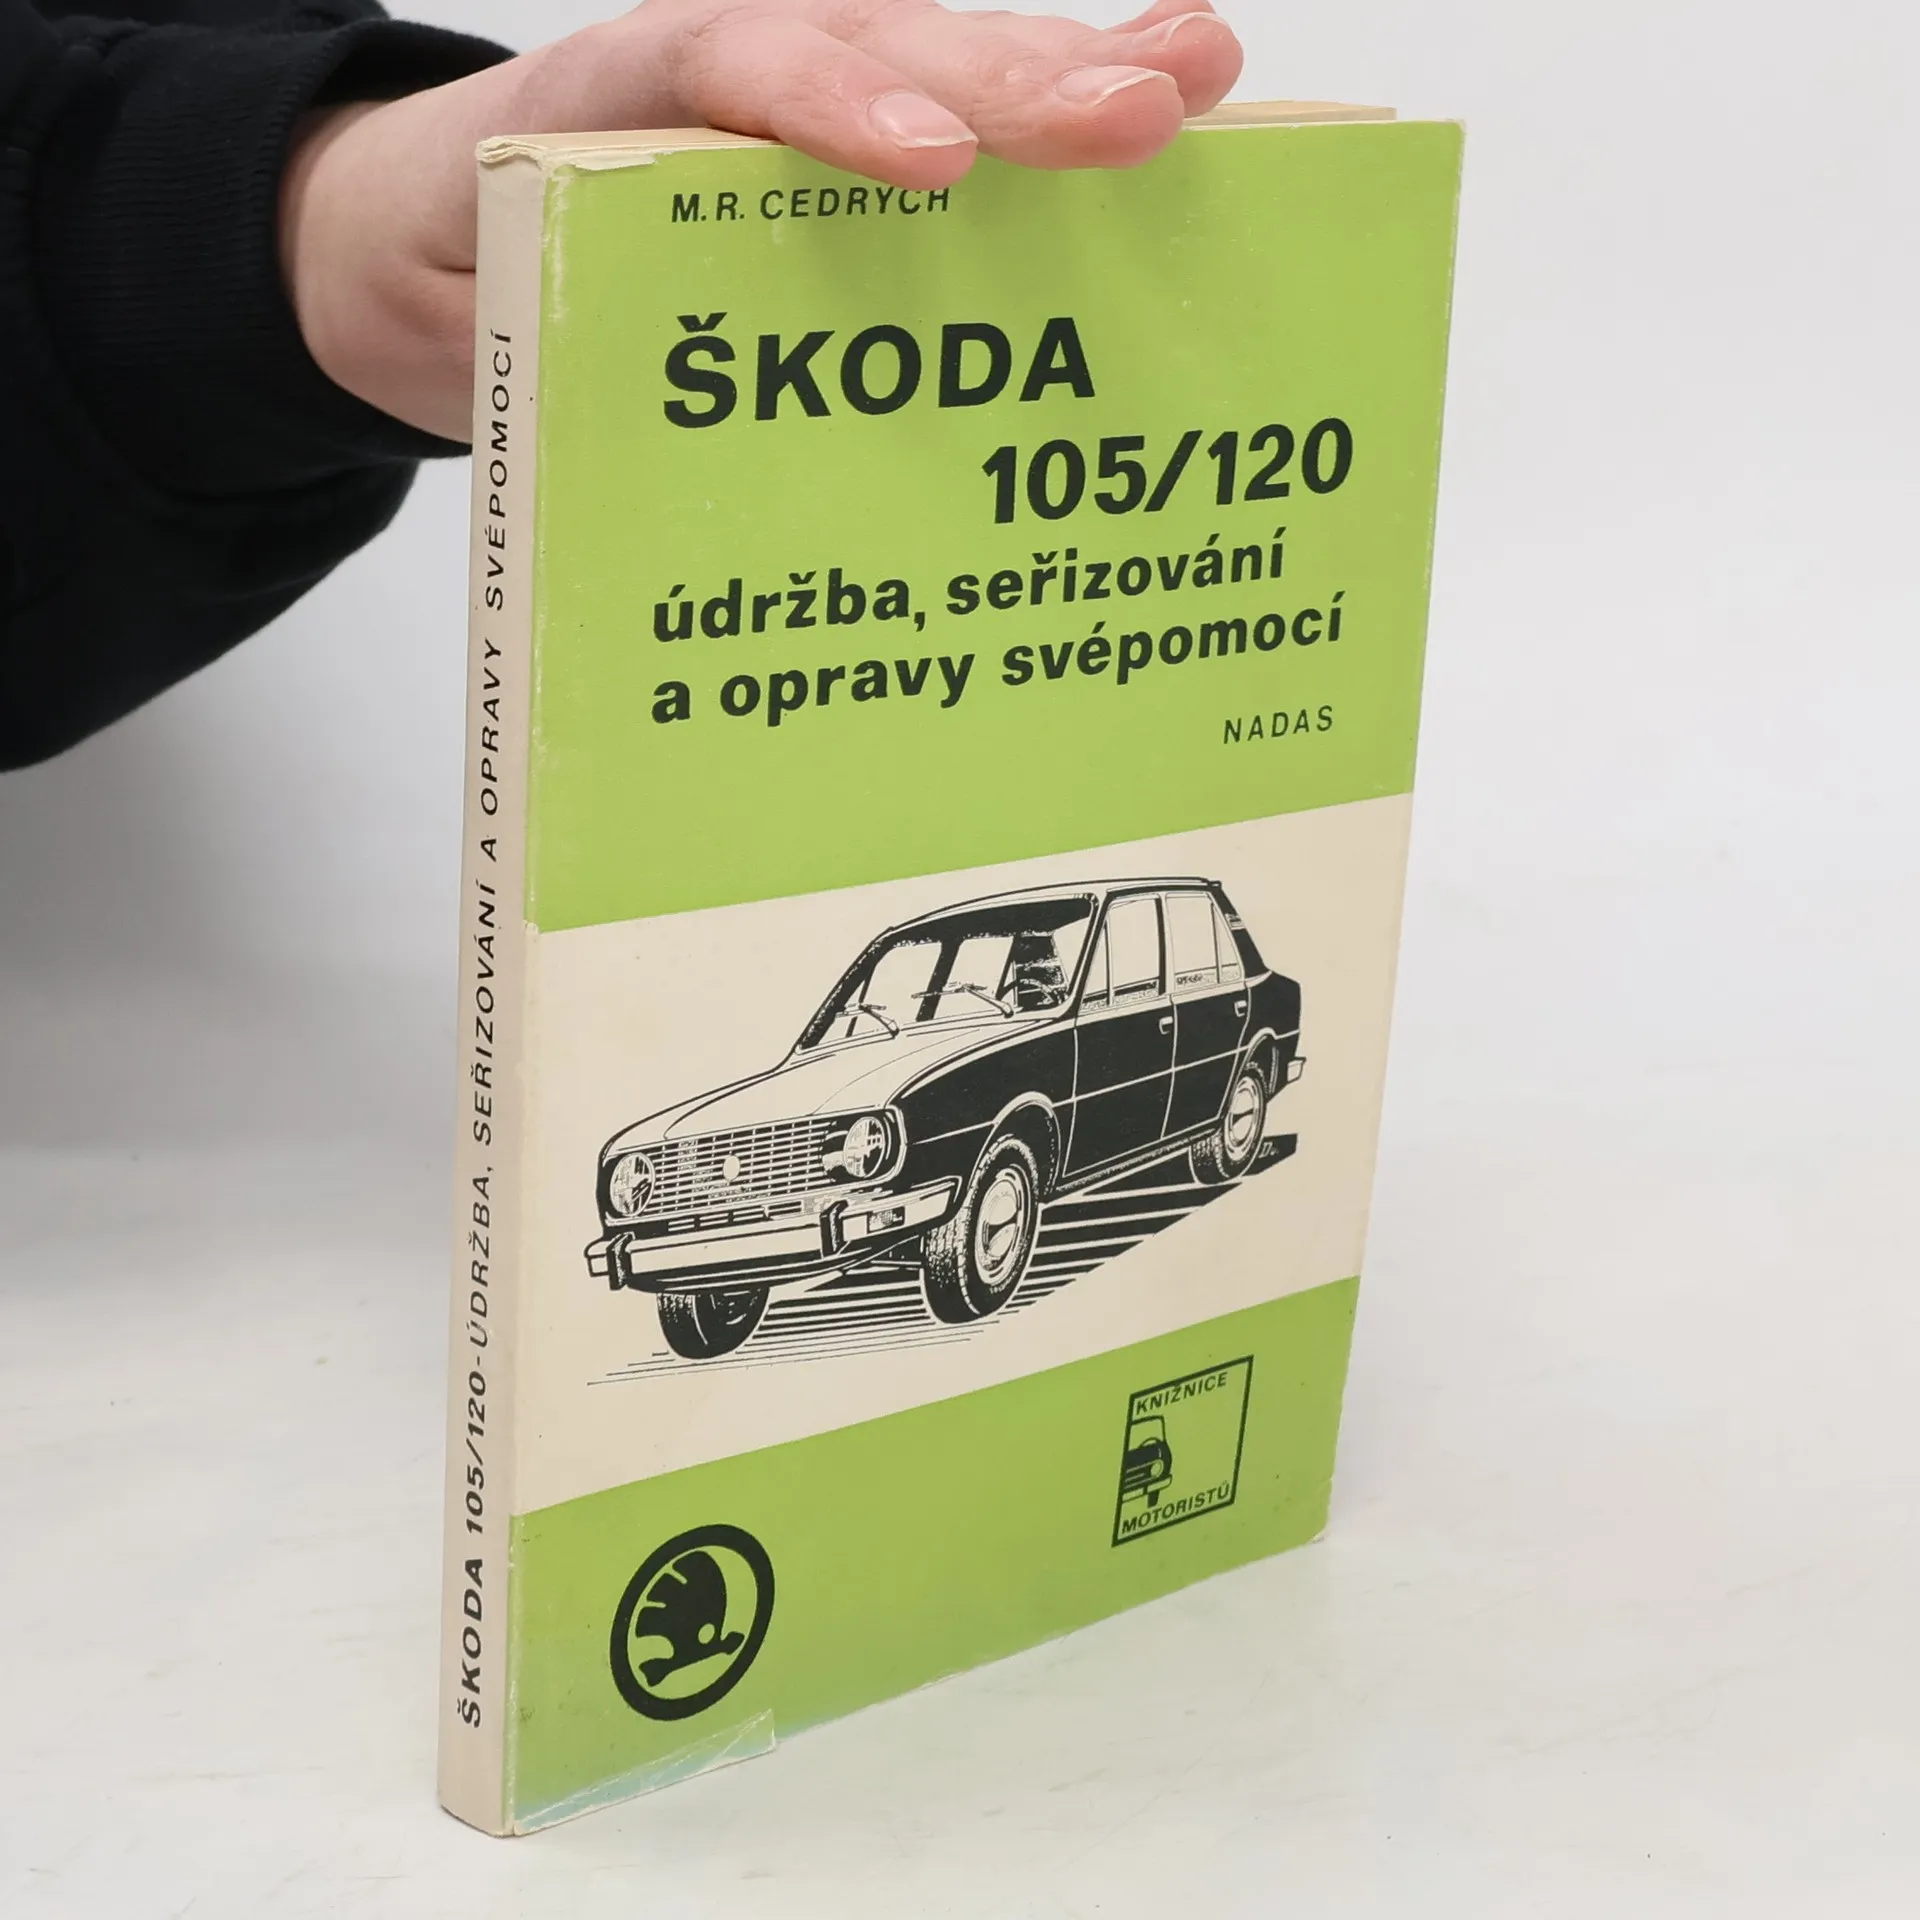 M. R. CEDRYCH
ŠKODA
105/120
údržba, seřizování
a opravy svépomocí
NADAS
KNIŽNICE
MOTORISTŮ
ŠKODA 105/120 - ÚDRŽBA, SEŘIZOVÁNÍ A OPRAVY SVÉPOMOCÍ